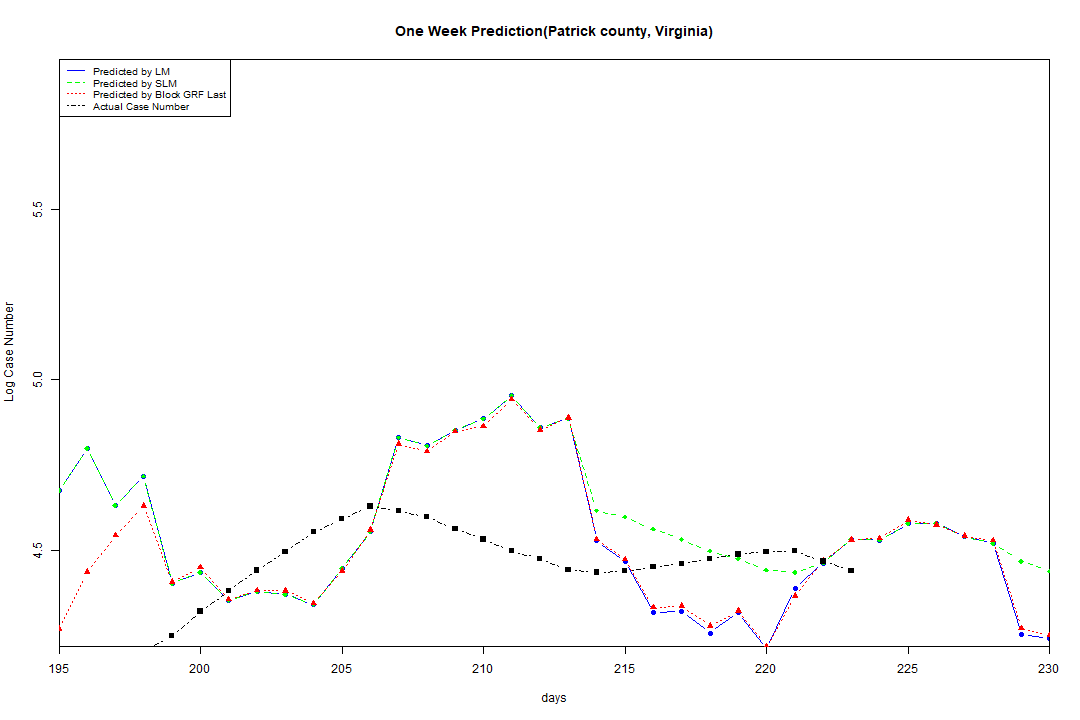 One Week Prediction(Patrick county, Virginia)
Predicted by LM
Predicted by SLM
Predicted by Block GRF Last
Actual Case Number
5.5
5.0
4.5
Log Case Number
195 200 205 210 215 220 225 230
days